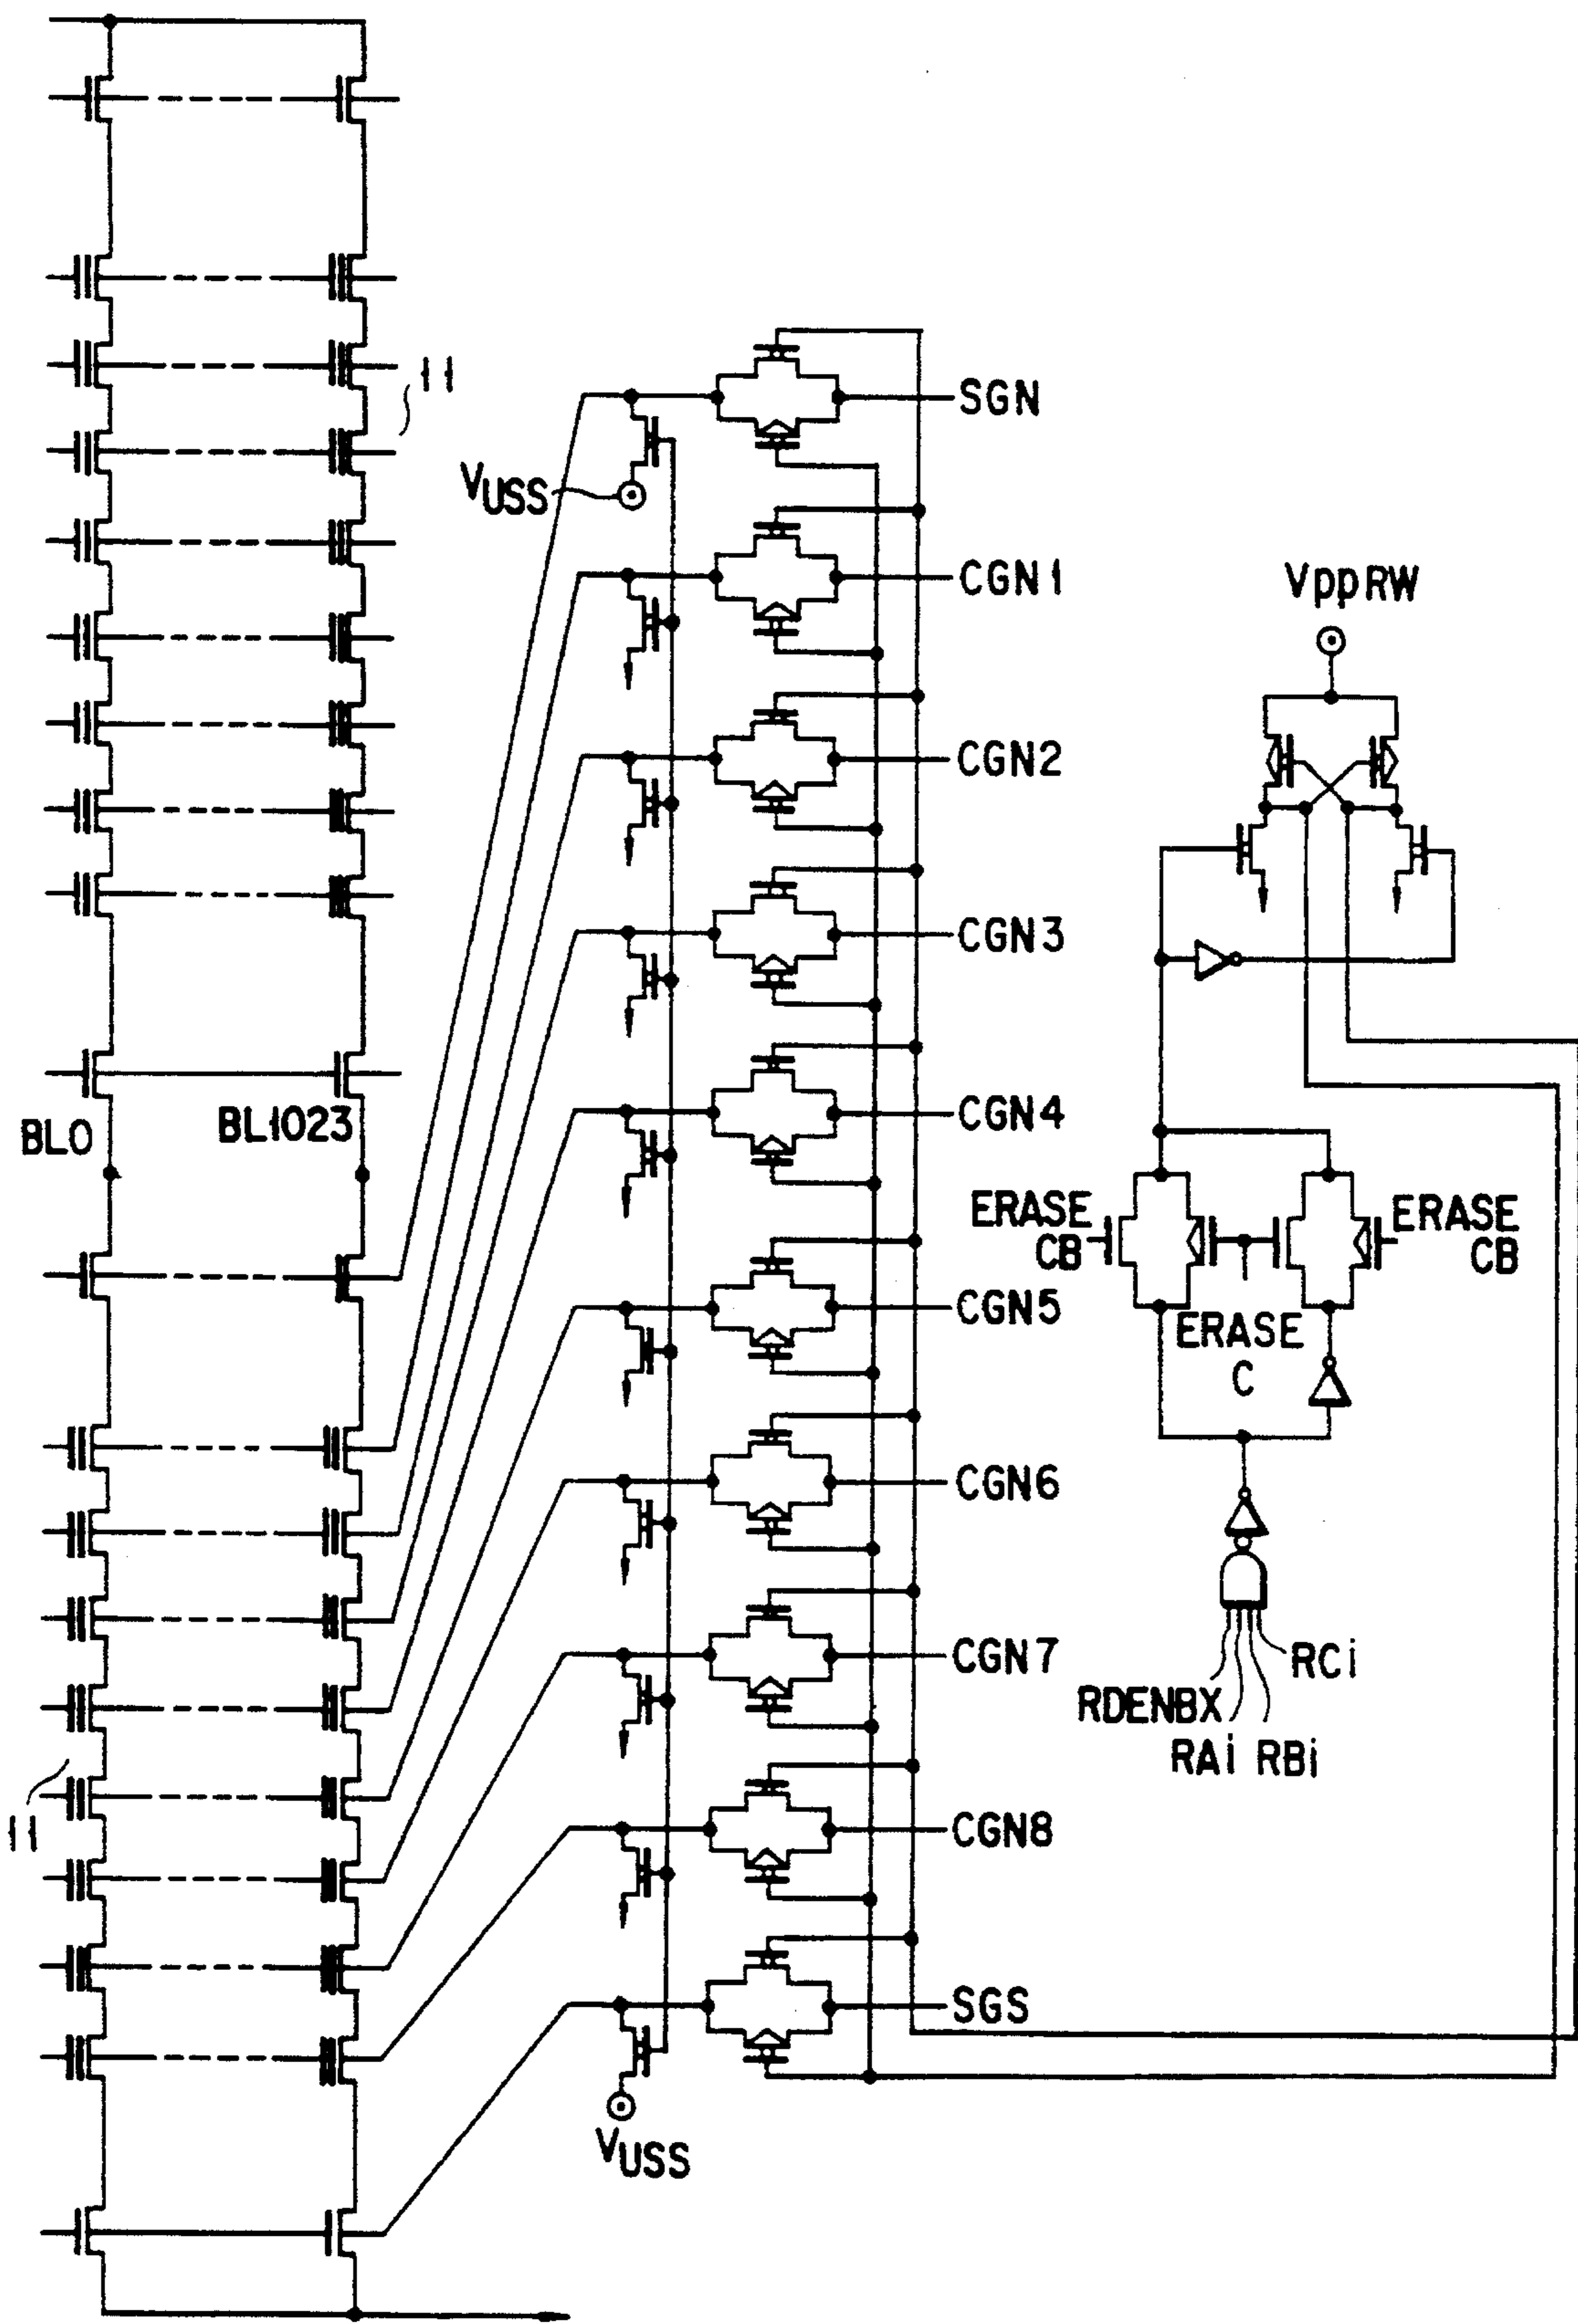 11
SGN
VUSS
CGN1
VppRW
CGN2
CGN3
CGN4
BL0
BL1023
ERASE
CB
ERASE
CB
CGN5
ERASE
C
CGN6
CGN7
RCi
RDENBX
RAi RBi
11
CGN8
SGS
VUSS